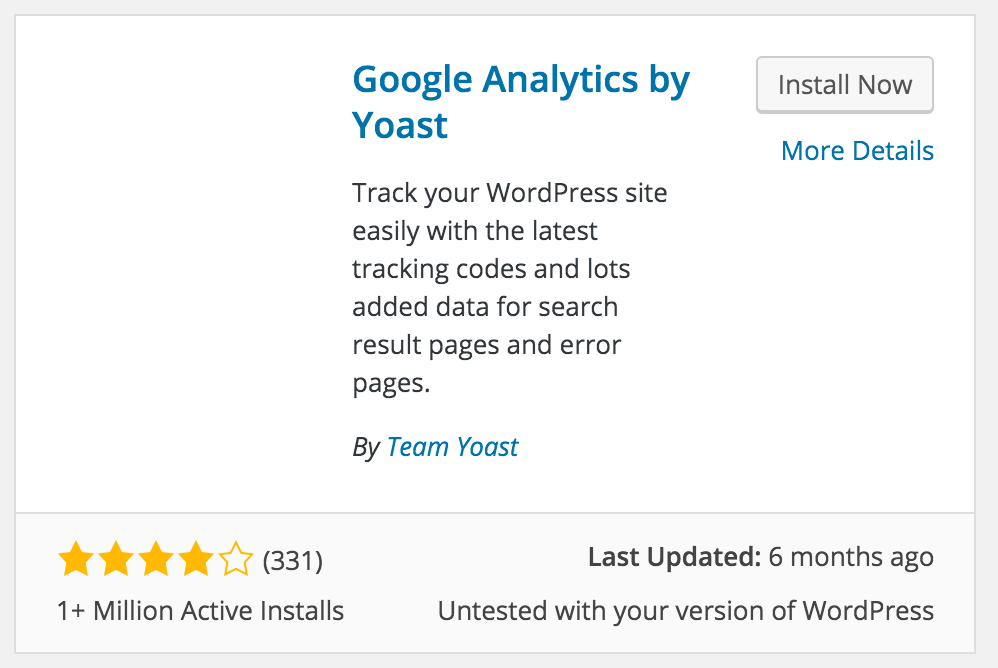 Google Analytics by
Yoast
Install Now
More Details
Track your WordPress site
easily with the latest
tracking codes and lots
added data for search
result pages and error
pages.
By Team Yoast
(331)
Last Updated: 6 months ago
1+ Million Active Installs
Untested with your version of WordPress